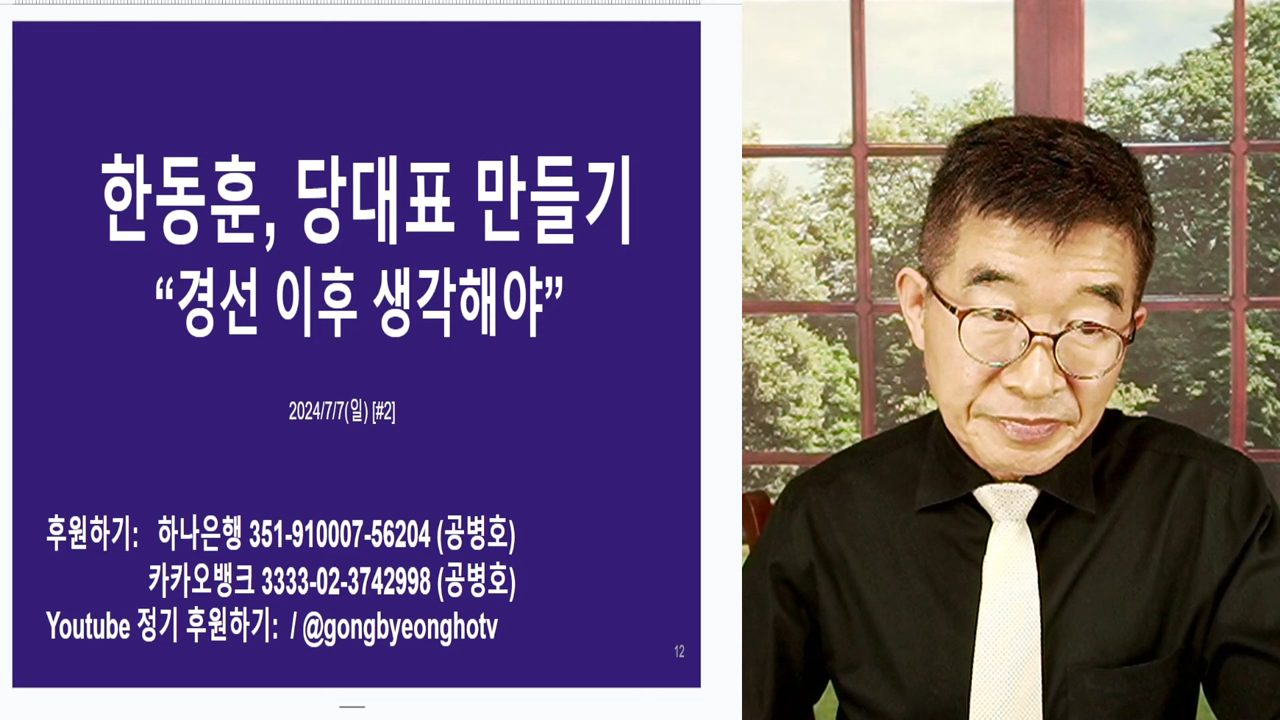 한동훈, 당대표 만들기
“경선 이후 생각해야”
2024/7/7(일) [#2]
후원하기: 하나은행 351-910007-56204 (공병호)
카카오뱅크 3333-02-3742998 (공병호)
Youtube 정기 후원하기: / @gongbyeonghotv
12